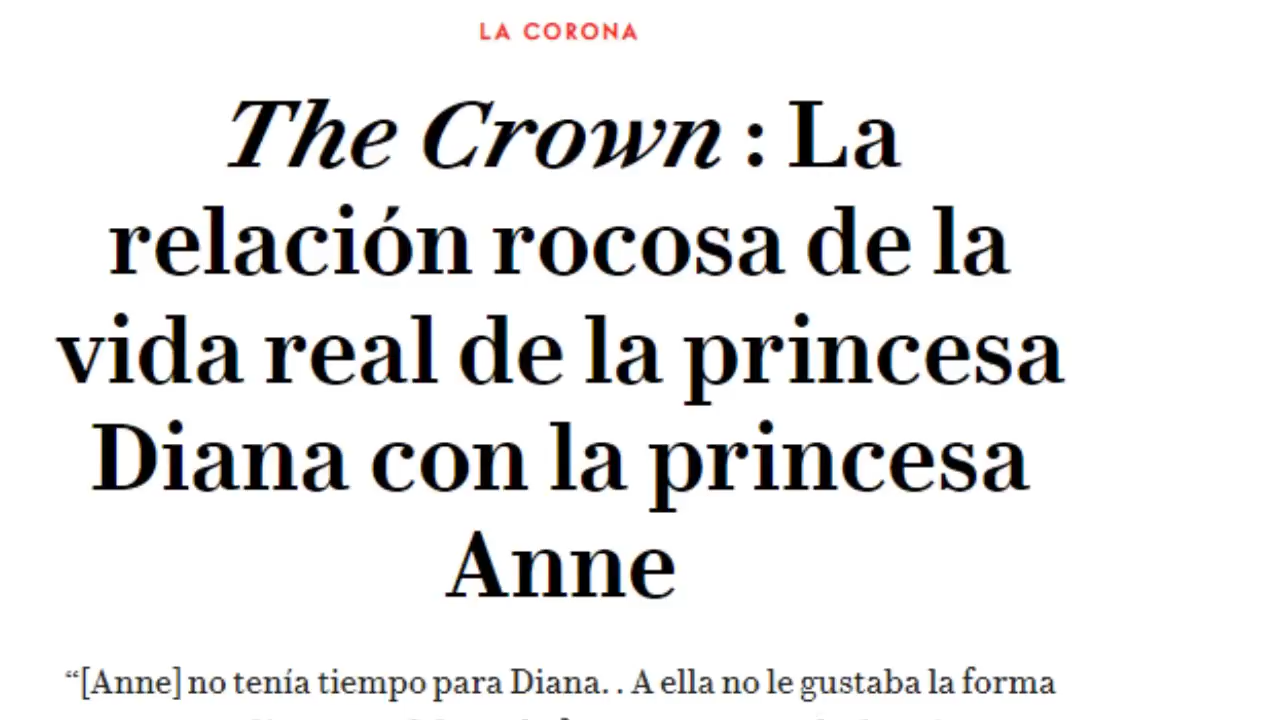 LA CORONA
The Crown : La
relación rocosa de la
vida real de la princesa
Diana con la princesa
Anne
“[Anne] no tenía tiempo para Diana. . A ella no le gustaba la forma